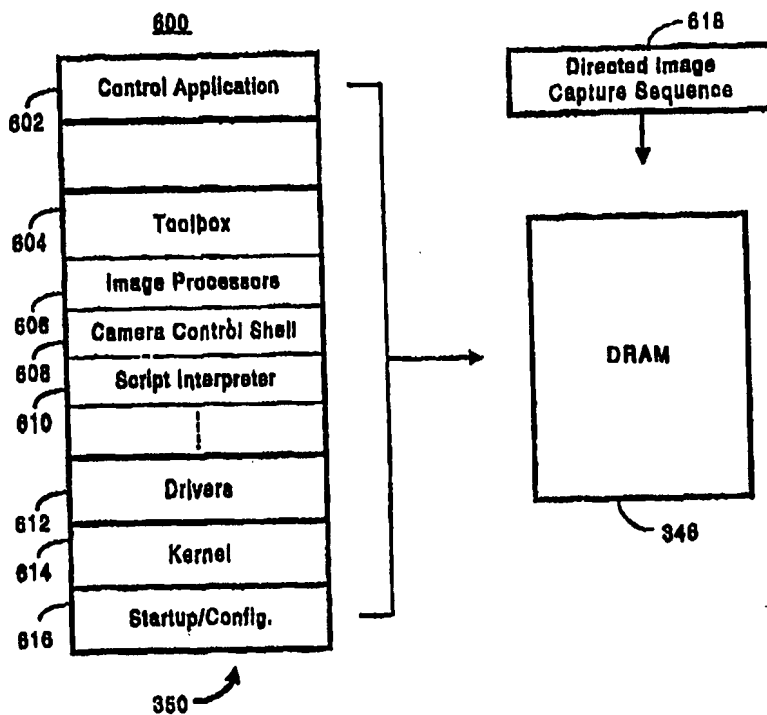 600
618
Control Application
Directed Image
Capture Sequence
602
Toolbox
604
Image Processors
606
Camera Control Shell
608
Script Interpreter
610
DRAM
Drivers
612
346
Kernel
614
Startup/Config.
616
350